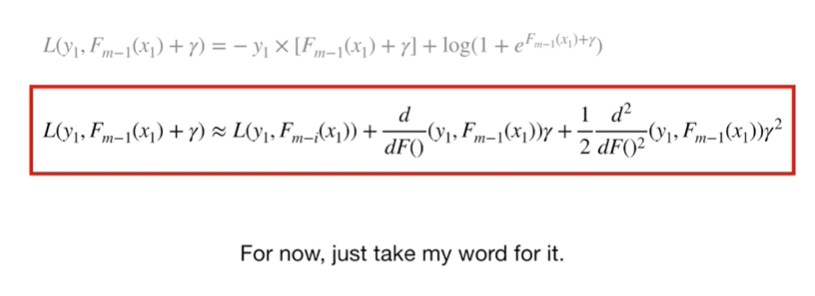 L(y₁, Fₘ₋₁(x₁) + γ) = − y₁ × [Fₘ₋₁(x₁) + γ] + log(1 + e^{Fₘ₋₁(x₁)+γ})
L(y₁, Fₘ₋₁(x₁) + γ) ≈ L(y₁, Fₘ₋ᵢ(x₁)) + d/dF() (y₁, Fₘ₋₁(x₁))γ + 1/2 d²/dF()² (y₁, Fₘ₋₁(x₁))γ²
For now, just take my word for it.